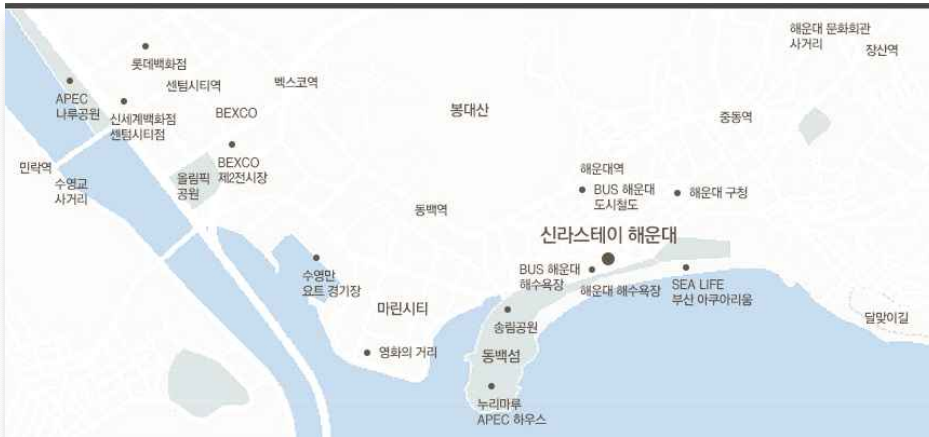 해운대 문화회관
사거리
장산역
롯데백화점
센텀시티역
벡스코역
APEC
나루공원
신세계백화점
센텀시티점
BEXCO
봉대산
중동역
민락역
수영교
사거리
올림픽
공원
BEXCO
제2전시장
해운대역
BUS 해운대
도시철도
해운대 구청
동백역
신라스테이 해운대
수영만
요트 경기장
BUS 해운대
해수욕장
해운대 해수욕장
SEA LIFE
부산 아쿠아리움
마린시티
송림공원
달맞이길
영화의 거리
동백섬
누리마루
APEC 하우스